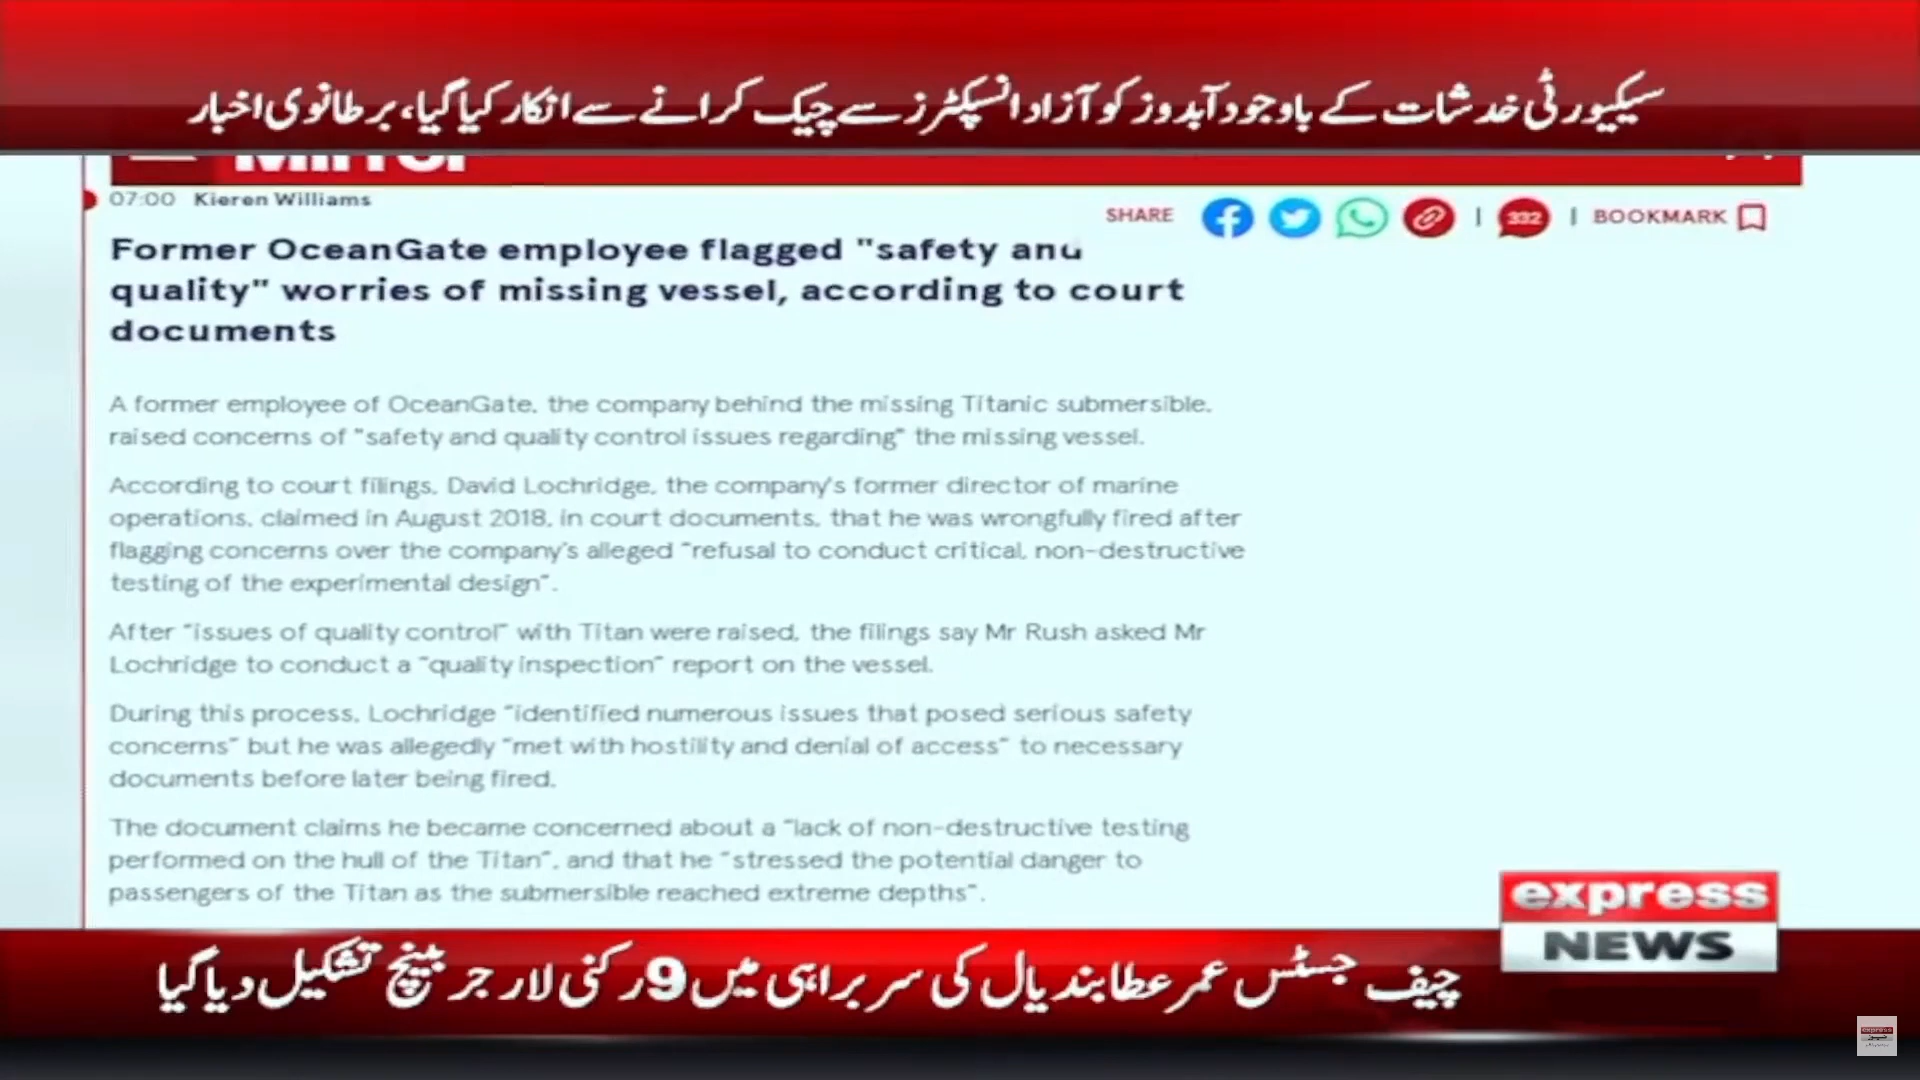 سیکیورٹی خدشات کے باوجود آبدوز کو آزاد انسپکٹرز سے چیک کرانے سے انکار کیا گیا، برطانوی اخبار
Mirror
07:00 Kieren Williams
SHARE | 332 | BOOKMARK
Former OceanGate employee flagged "safety and
quality" worries of missing vessel, according to court
documents
A former employee of OceanGate, the company behind the missing Titanic submersible,
raised concerns of "safety and quality control issues regarding" the missing vessel.
According to court filings, David Lochridge, the company's former director of marine
operations, claimed in August 2018, in court documents, that he was wrongfully fired after
flagging concerns over the company's alleged "refusal to conduct critical, non-destructive
testing of the experimental design".
After "issues of quality control" with Titan were raised, the filings say Mr Rush asked Mr
Lochridge to conduct a "quality inspection" report on the vessel.
During this process, Lochridge "identified numerous issues that posed serious safety
concerns" but he was allegedly "met with hostility and denial of access" to necessary
documents before later being fired.
The document claims he became concerned about a "lack of non-destructive testing
performed on the hull of the Titan", and that he "stressed the potential danger to
passengers of the Titan as the submersible reached extreme depths".
express
NEWS
چیف جسٹس عمر عطا بندیال کی سربراہی میں 9 رکنی لارجر بینچ تشکیل دیا گیا
express
نیوز